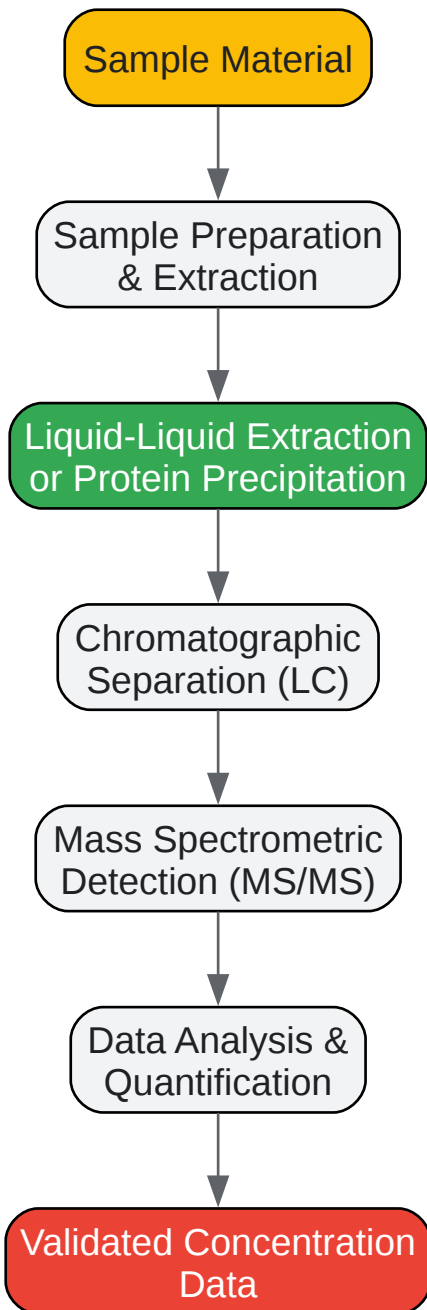 Sample Material
Sample Preparation
& Extraction
Liquid-Liquid Extraction
or Protein Precipitation
Chromatographic
Separation (LC)
Mass Spectrometric
Detection (MS/MS)
Data Analysis &
Quantification
Validated Concentration
Data